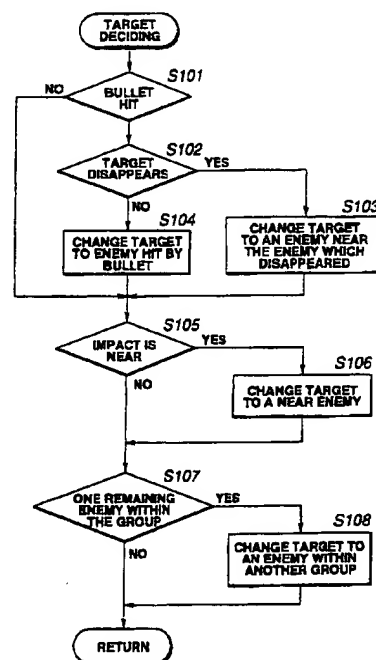 TARGET
DECIDING
S101
NO
BULLET
HIT
S102
TARGET
DISAPPEARS
YES
NO
S104
S103
CHANGE TARGET
TO ENEMY HIT BY
BULLET
CHANGE TARGET
TO AN ENEMY NEAR
THE ENEMY WHICH
DISAPPEARED
S105
IMPACT IS
NEAR
YES
S106
NO
CHANGE TARGET
TO A NEAR ENEMY
S107
ONE REMAINING
ENEMY WITHIN
THE GROUP
YES
S108
NO
CHANGE TARGET TO
AN ENEMY WITHIN
ANOTHER GROUP
RETURN